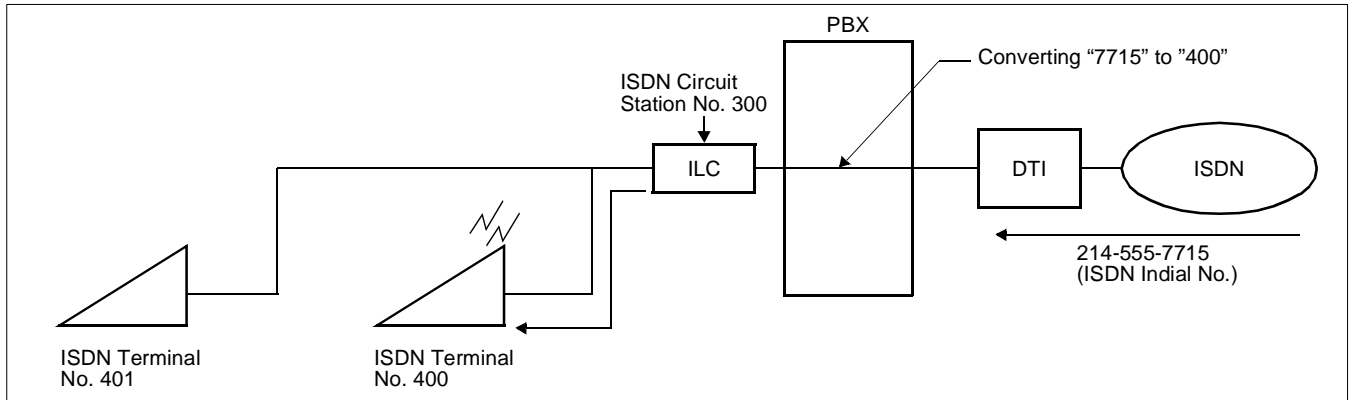 PBX
Converting “7715” to ”400”
ISDN Circuit
Station No. 300
ILC
DTI
ISDN
214-555-7715
(ISDN Indial No.)
ISDN Terminal
No. 401
ISDN Terminal
No. 400